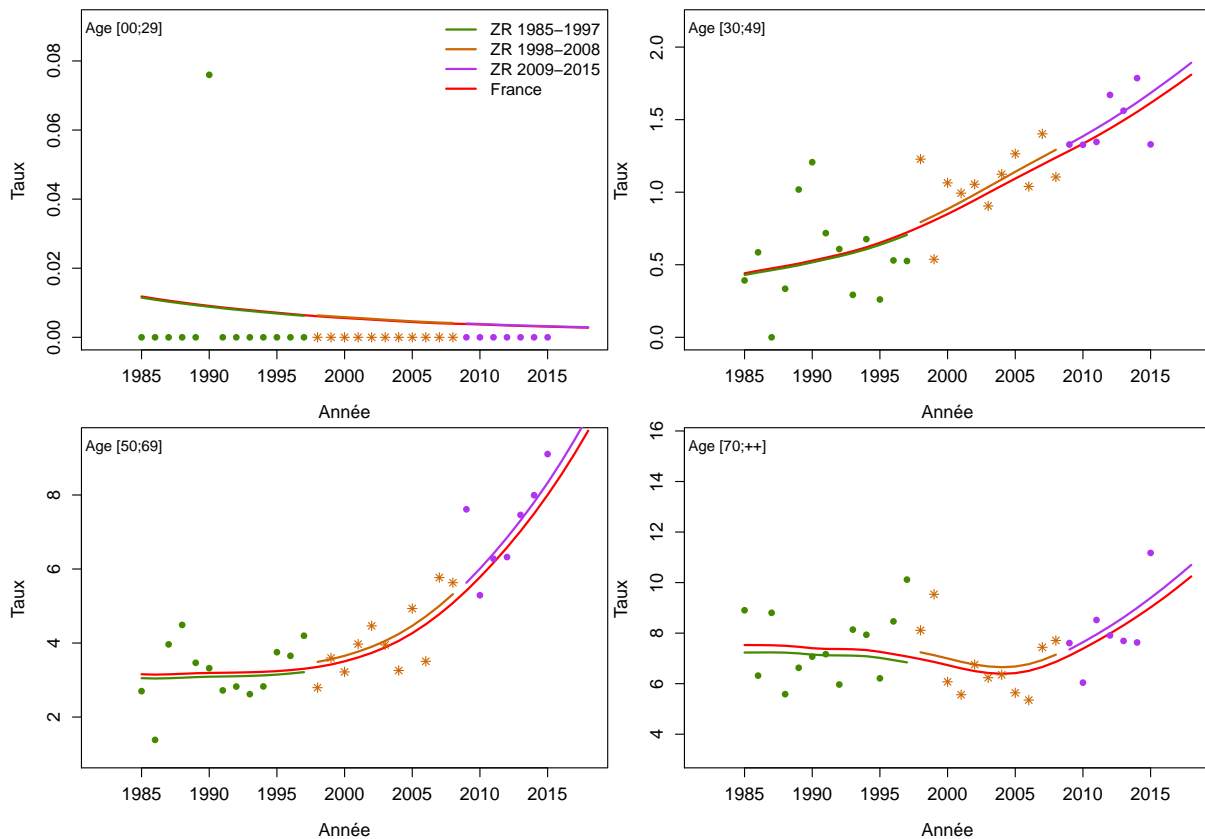 Age [00;29]
ZR 1985−1997
ZR 1998−2008
ZR 2009−2015
France
Taux
0.08
0.06
0.04
0.02
0.00
1985 1990 1995 2000 2005 2010 2015
Année
Age [30;49]
Taux
2.0
1.5
1.0
0.5
0.0
1985 1990 1995 2000 2005 2010 2015
Année
Age [50;69]
Taux
8
6
4
2
1985 1990 1995 2000 2005 2010 2015
Année
Age [70;++]
Taux
16
14
12
10
8
6
4
1985 1990 1995 2000 2005 2010 2015
Année